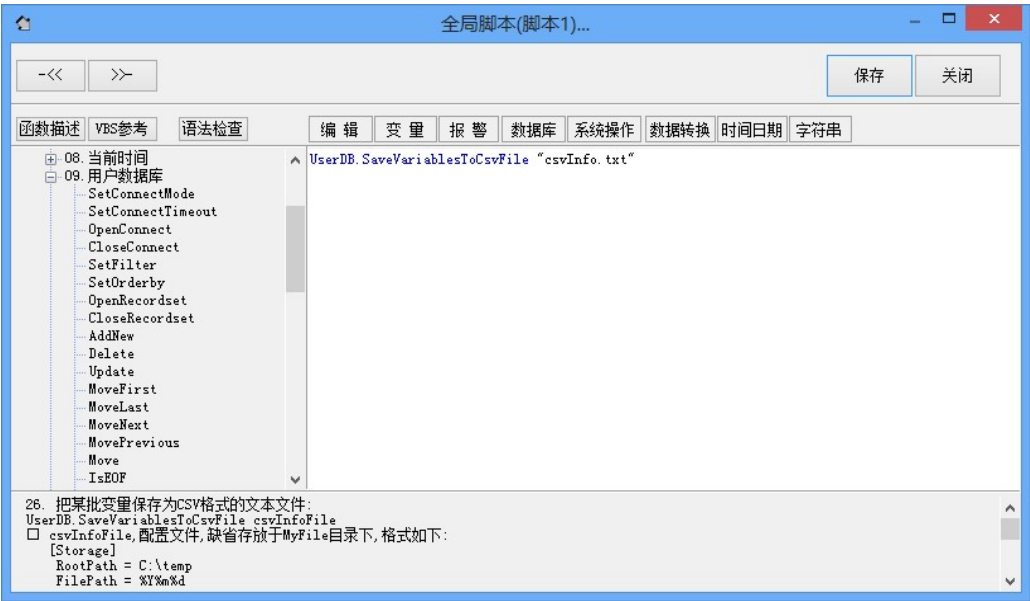 全局脚本(脚本1)...
-<< >>-
保存 关闭
函数描述 VBS参考 语法检查 编 辑 变 量 报 警 数据库 系统操作 数据转换 时间日期 字符串
08. 当前时间
09. 用户数据库
SetConnectMode
SetConnectTimeout
OpenConnect
CloseConnect
SetFilter
SetOrderby
OpenRecordset
CloseRecordset
AddNew
Delete
Update
MoveFirst
MoveLast
MoveNext
MovePrevious
Move
IsEOF
UserDB.SaveVariablesToCsvFile "csvInfo.txt"
26. 把某批变量保存为CSV格式的文本文件:
UserDB.SaveVariablesToCsvFile csvInfoFile
□ csvInfoFile,配置文件,缺省存放于MyFile目录下,格式如下:
[Storage]
RootPath = C:\temp
FilePath = %Y%m%d